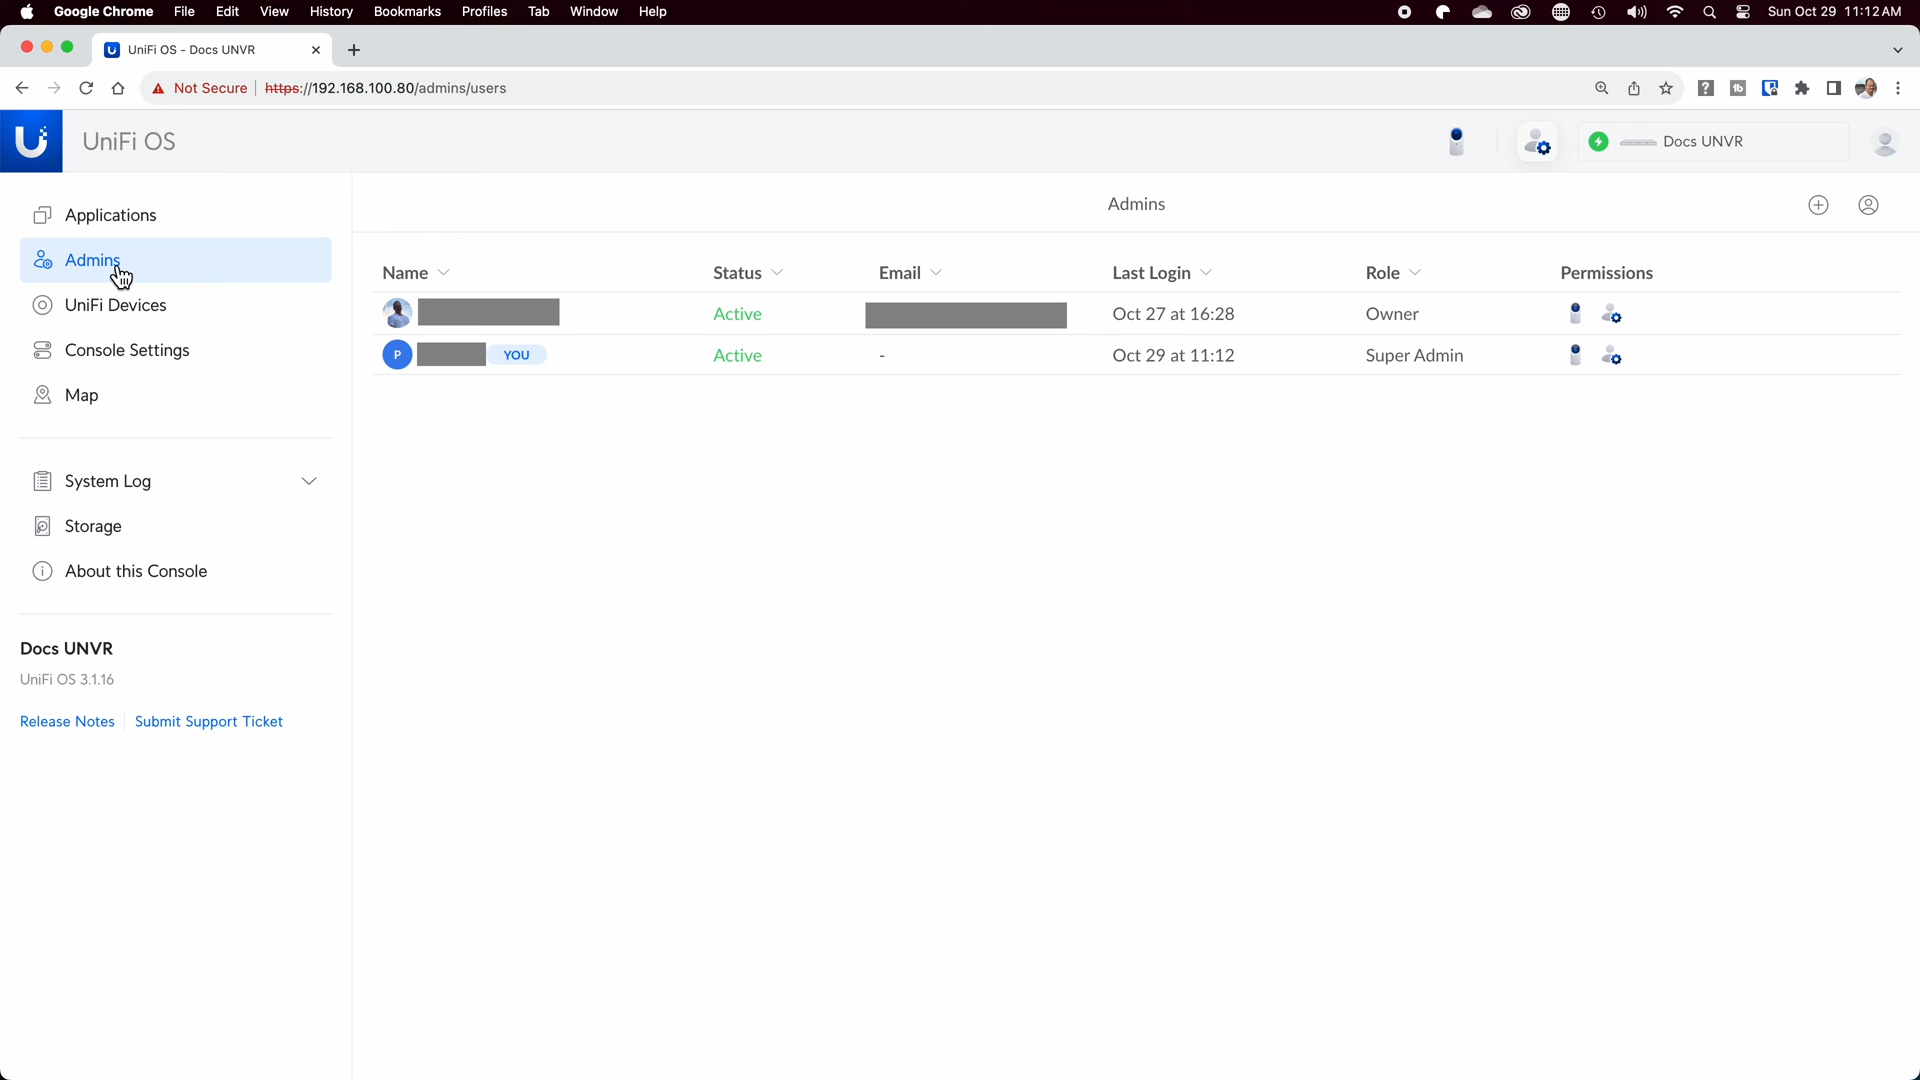 Google Chrome File Edit View History Bookmarks Profiles Tab Window Help Sun Oct 29 11:12 AM
UniFi OS - Docs UNVR
Not Secure https://192.168.100.80/admins/users
UniFi OS Docs UNVR
Applications
Admins
UniFi Devices
Console Settings
Map
System Log
Storage
About this Console
Docs UNVR
UniFi OS 3.1.16
Release Notes Submit Support Ticket
Admins
Name Status Email Last Login Role Permissions
Active Oct 27 at 16:28 Owner
P YOU Active - Oct 29 at 11:12 Super Admin